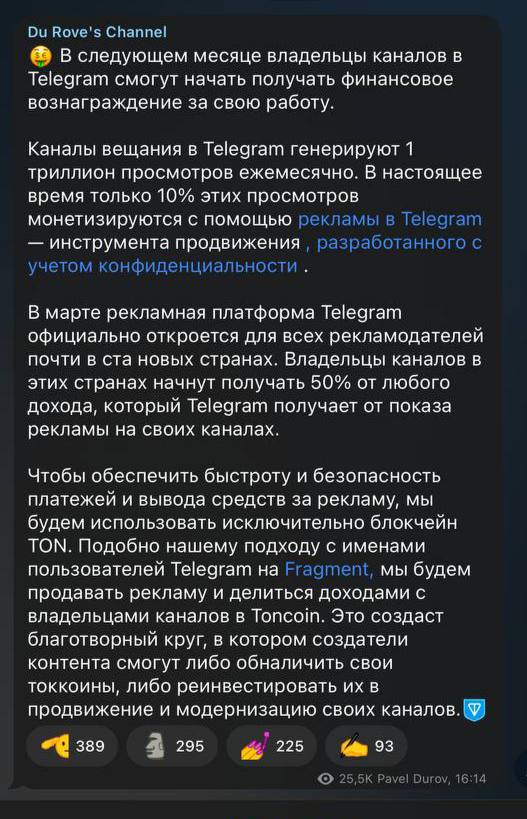 Du Rove's Channel
🤑 В следующем месяце владельцы каналов в
Telegram смогут начать получать финансовое
вознаграждение за свою работу.
Каналы вещания в Telegram генерируют 1
триллион просмотров ежемесячно. В настоящее
время только 10% этих просмотров
монетизируются с помощью рекламы в Telegram
— инструмента продвижения , разработанного с
учетом конфиденциальности .
В марте рекламная платформа Telegram
официально откроется для всех рекламодателей
почти в ста новых странах. Владельцы каналов в
этих странах начнут получать 50% от любого
дохода, который Telegram получает от показа
рекламы на своих каналах.
Чтобы обеспечить быстроту и безопасность
платежей и вывода средств за рекламу, мы
будем использовать исключительно блокчейн
TON. Подобно нашему подходу с именами
пользователей Telegram на Fragment, мы будем
продавать рекламу и делиться доходами с
владельцами каналов в Toncoin. Это создаст
благотворный круг, в котором создатели
контента смогут либо обналичить свои
токкоины, либо реинвестировать их в
продвижение и модернизацию своих каналов.
389 295 225 93
25,5K Pavel Durov, 16:14